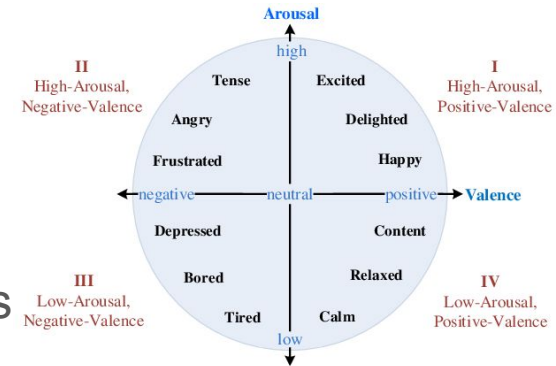 Arousal
high
II
High-Arousal,
Negative-Valence
I
High-Arousal,
Positive-Valence
Tense
Excited
Angry
Delighted
Frustrated
Happy
negative
neutral
positive
Valence
Depressed
Content
Bored
Relaxed
Tired
Calm
III
Low-Arousal,
Negative-Valence
IV
Low-Arousal,
Positive-Valence
low
s